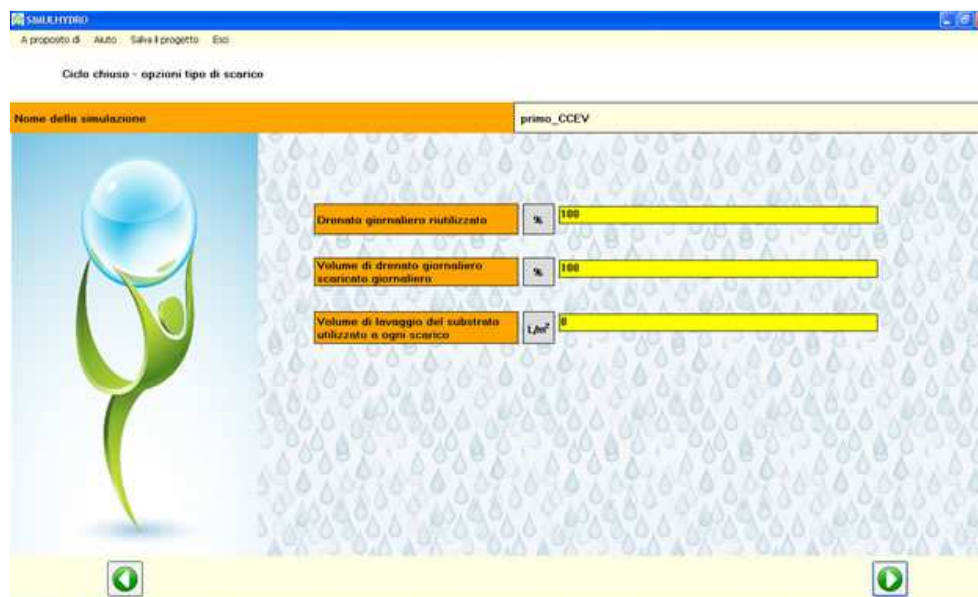 SIMULHYDRO
A proposito di Aiuto Salva il progetto Esci
Ciclo chiuso - opzioni tipo di scarico
Nome della simulazione primo_CCEV
Drenato giornaliero riutilizzato % 100
Volume di drenato giornaliero
scaricato giornaliero % 100
Volume di lavaggio del substrato
utilizzato a ogni scarico L/m² 0